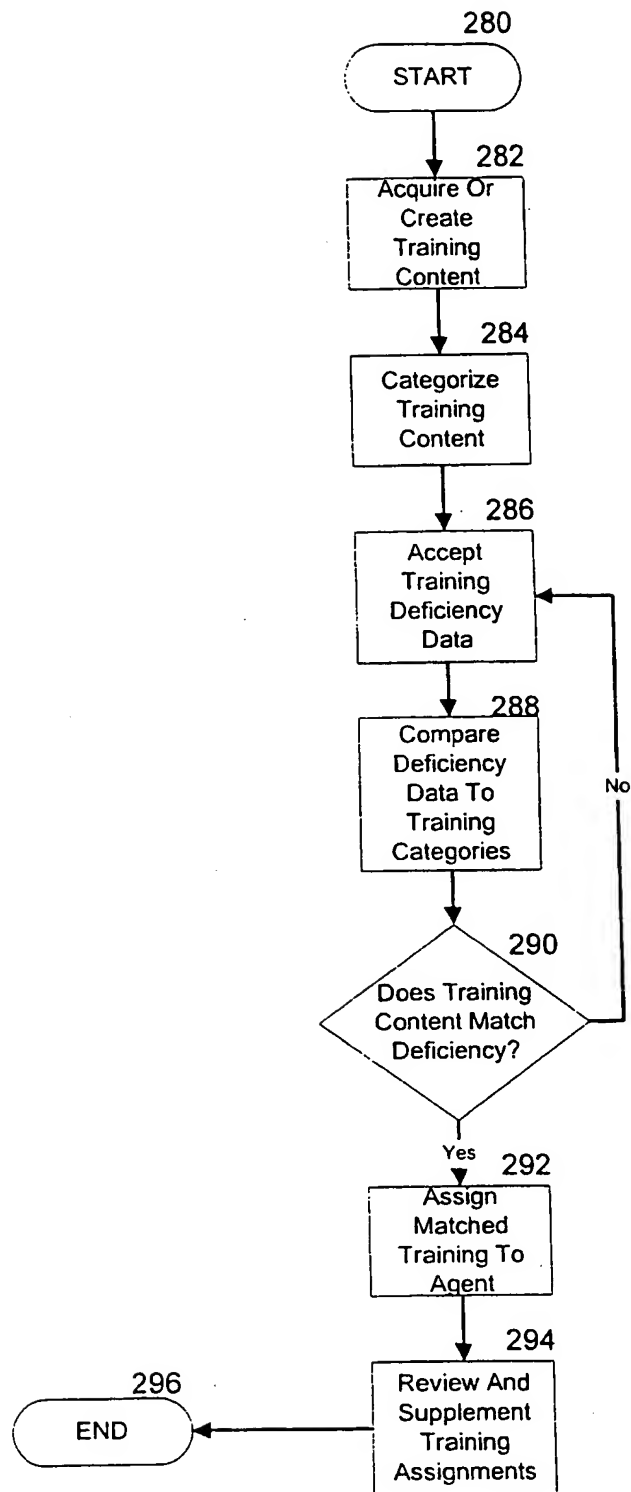 280
START
282
Acquire Or
Create
Training
Content
284
Categorize
Training
Content
286
Accept
Training
Deficiency
Data
288
Compare
Deficiency
Data To
Training
Categories
No
290
Does Training
Content Match
Deficiency?
Yes
292
Assign
Matched
Training To
Agent
294
Review And
Supplement
Training
Assignments
296
END